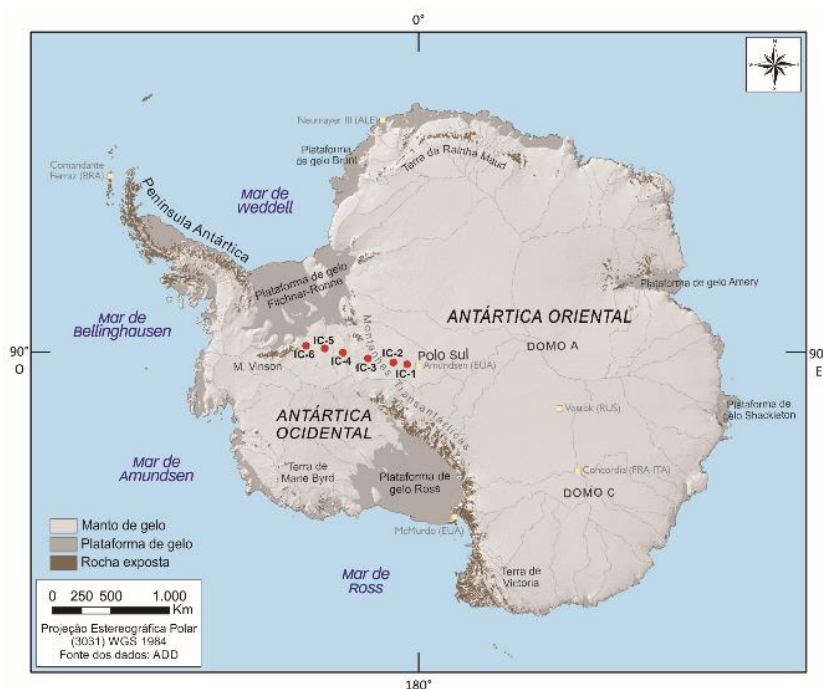 0°
Neumayer III (ALE)
Plataforma
de gelo Brunt
Terra da Rainha Maud
Comandante
Ferraz (BRA)
Península Antártica
Mar de
Weddell
Plataforma de gelo
Filchner-Ronne
Plataforma de gelo Amery
Mar de
Bellinghausen
ANTÁRTICA ORIENTAL
DOMO A
90°
O
90°
E
IC-6
IC-5
IC-4
IC-3
IC-2
IC-1
Polo Sul
Amundsen (EUA)
M. Vinson
Montanhas Transantárticas
Vostok (RUS)
Plataforma de
gelo Shackleton
ANTÁRTICA
OCIDENTAL
Mar de
Amundsen
Terra de
Marie Byrd
Plataforma de
gelo Ross
Concordia (FRA-ITA)
DOMO C
McMurdo (EUA)
Mar de
Ross
Terra de
Victoria
Manto de gelo
Plataforma de gelo
Rocha exposta
0 250 500 1.000
Km
Projeção Estereográfica Polar
(3031) WGS 1984
Fonte dos dados: ADD
180°